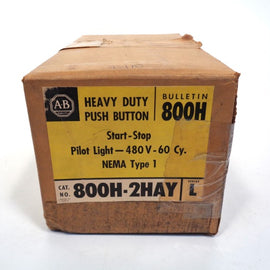 A-B
HEAVY DUTY
PUSH BUTTON
BULLETIN
800H
Start-Stop
Pilot Light—480 V-60 Cy.
NEMA Type 1
CAT.
NO.
800H-2HAY
SERIES
L